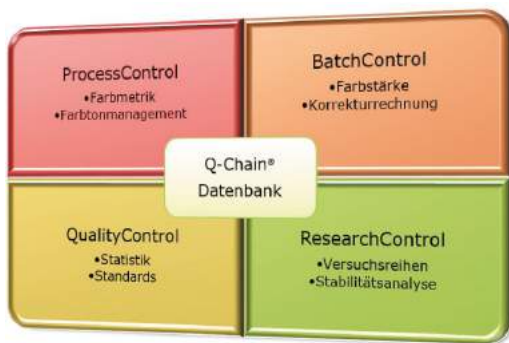 ProcessControl
•Farbmetrik
•Farbtonmanagement
BatchControl
•Farbstärke
•Korrekturrechnung
Q-Chain®
Datenbank
QualityControl
•Statistik
•Standards
ResearchControl
•Versuchsreihen
•Stabilitätsanalyse